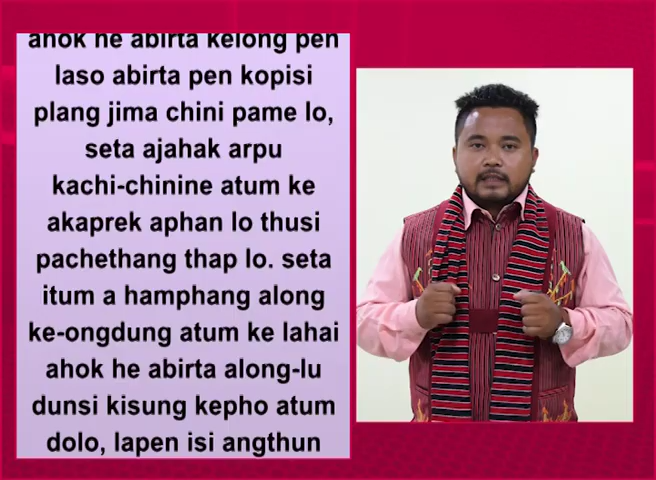 ahok he abirta kelong pen
laso abirta pen kopisi
plang jima chini pame lo,
seta ajahak arpu
kachi-chinine atum ke
akaprek aphan lo thusi
pachethang thap lo. seta
itum a hamphang along
ke-ongdung atum ke lahai
ahok he abirta along-lu
dunsi kisung kepho atum
dolo, lapen isi angthun